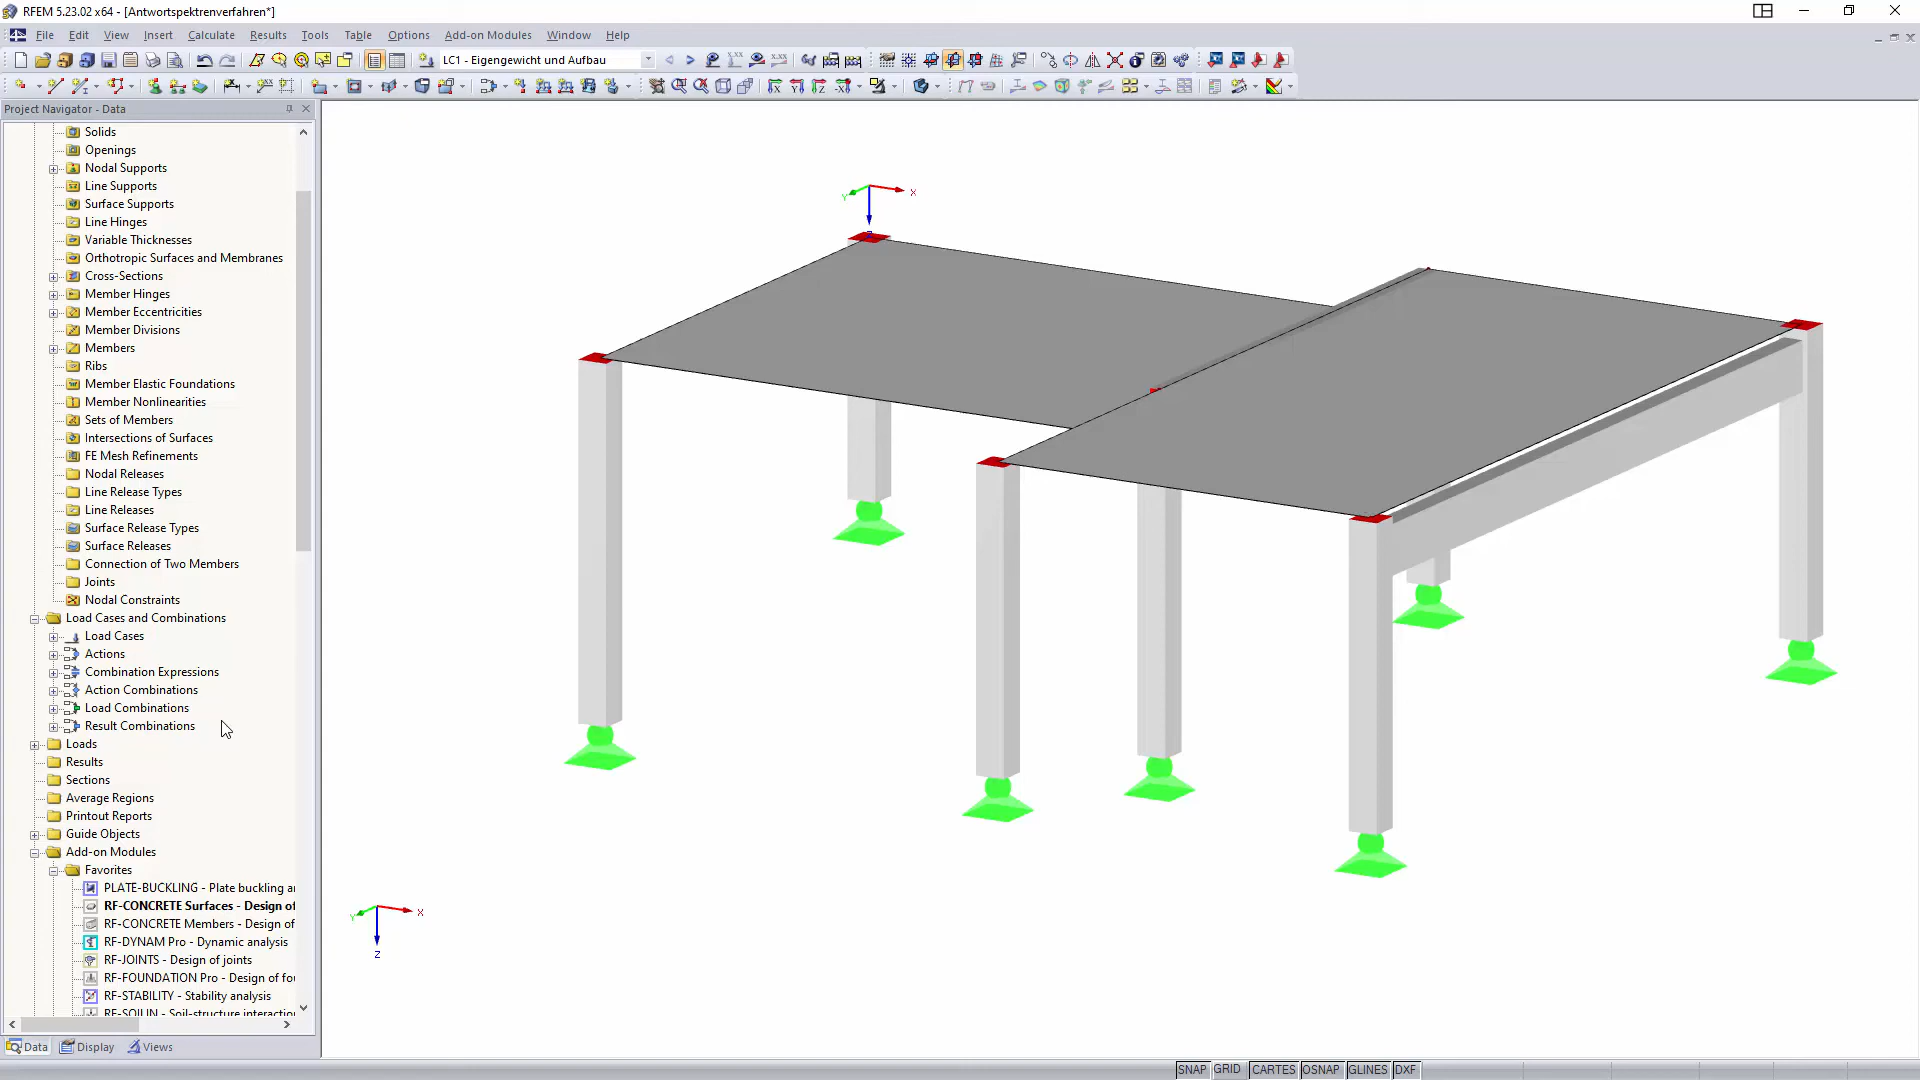 RFEM 5.23.02 x64 - [Antwortspektrenverfahren*]
File Edit View Insert Calculate Results Tools Table Options Add-on Modules Window Help
LC1 - Eigengewicht und Aufbau
Project Navigator - Data
Solids
Openings
Nodal Supports
Line Supports
Surface Supports
Line Hinges
Variable Thicknesses
Orthotropic Surfaces and Membranes
Cross-Sections
Member Hinges
Member Eccentricities
Member Divisions
Members
Ribs
Member Elastic Foundations
Member Nonlinearities
Sets of Members
Intersections of Surfaces
FE Mesh Refinements
Nodal Releases
Line Release Types
Line Releases
Surface Release Types
Surface Releases
Connection of Two Members
Joints
Nodal Constraints
Load Cases and Combinations
Load Cases
Actions
Combination Expressions
Action Combinations
Load Combinations
Result Combinations
Loads
Results
Sections
Average Regions
Printout Reports
Guide Objects
Add-on Modules
Favorites
PLATE-BUCKLING - Plate buckling a
RF-CONCRETE Surfaces - Design of
RF-CONCRETE Members - Design of
RF-DYNAM Pro - Dynamic analysis
RF-JOINTS - Design of joints
RF-FOUNDATION Pro - Design of fou
RF-STABILITY - Stability analysis
RF-SOILIN - Soil-structure interaction
Data Display Views
Y X
Y X
Z
SNAP GRID CARTES OSNAP GLINES DXF